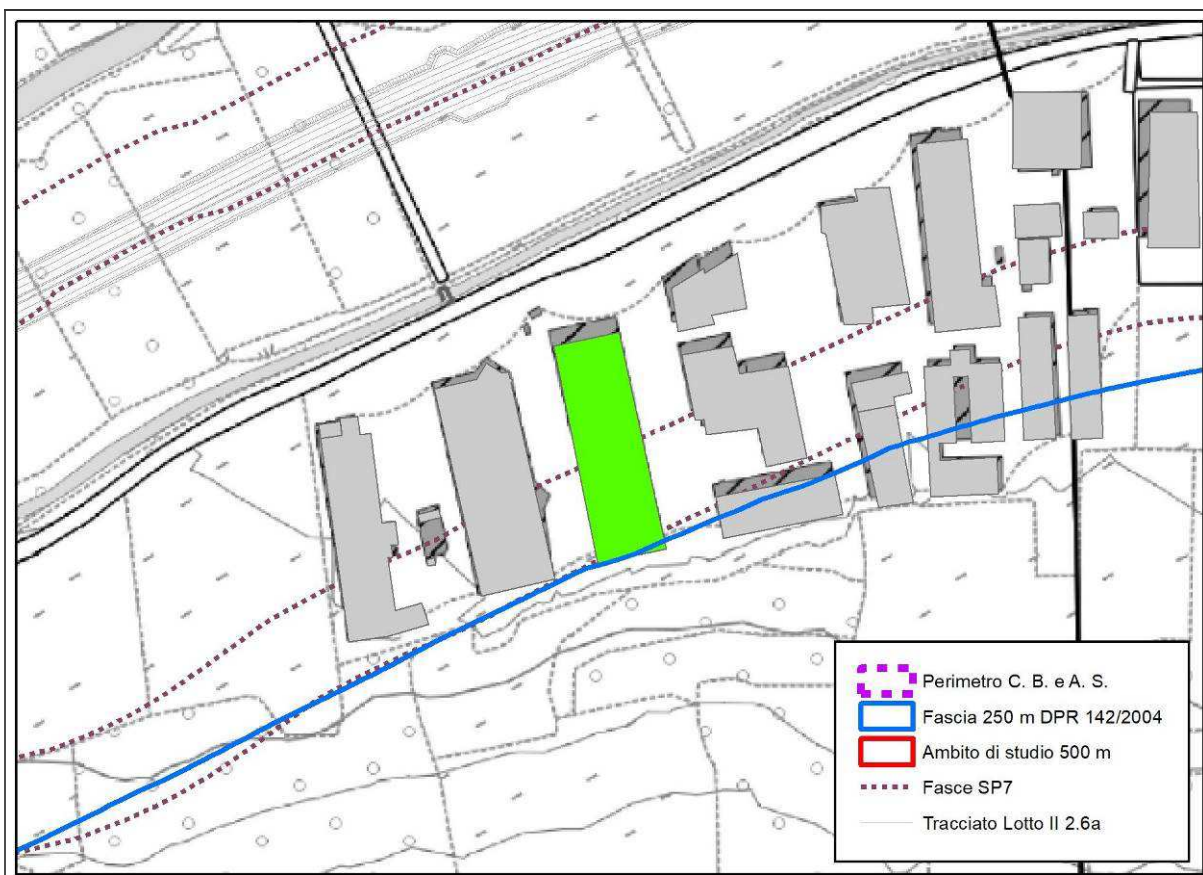 Perimetro C. B. e A. S.
Fascia 250 m DPR 142/2004
Ambito di studio 500 m
Fasce SP7
Tracciato Lotto II 2.6a